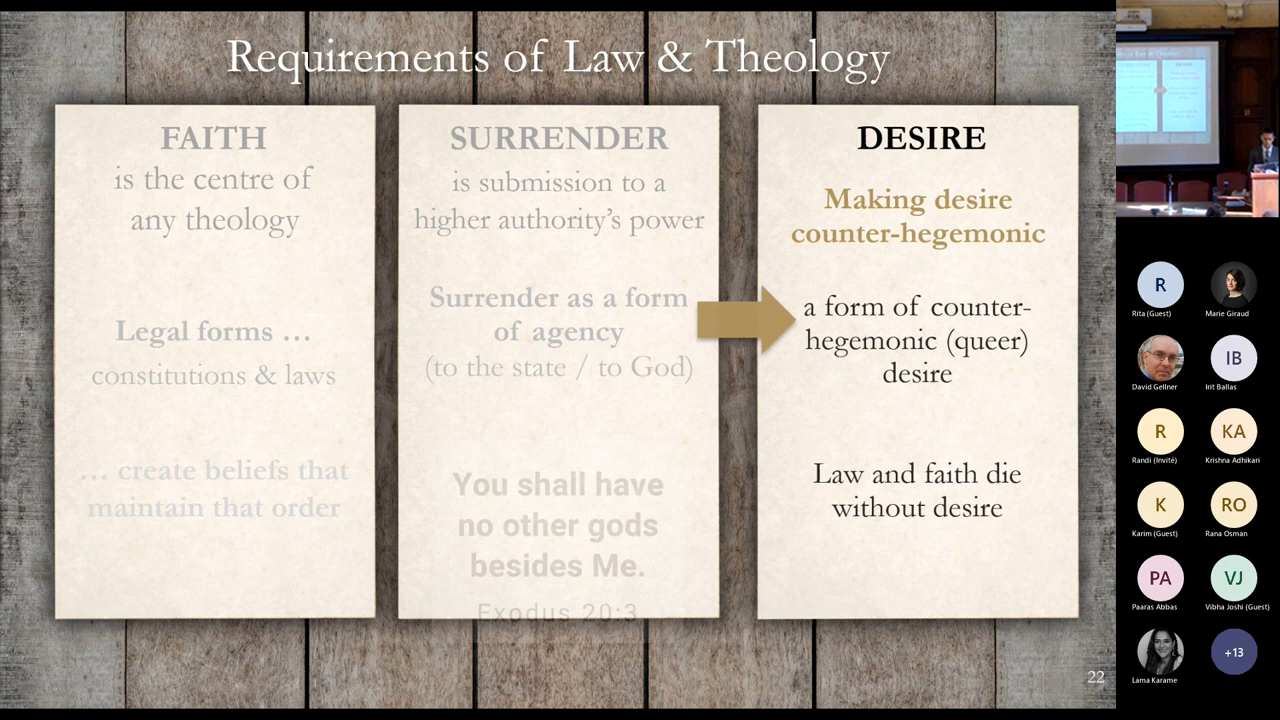 Requirements of Law & Theology
FAITH
is the centre of
any theology
Legal forms …
constitutions & laws
… create beliefs that
maintain that order
SURRENDER
is submission to a
higher authority’s power
Surrender as a form
of agency
(to the state / to God)
You shall have
no other gods
besides Me.
Exodus 20:3
DESIRE
Making desire
counter-hegemonic
a form of counter-
hegemonic (queer)
desire
Law and faith die
without desire
22
R
Rita (Guest)
Marie Giraud
David Gellner
IB
Irit Ballas
R
Randi (Invité)
KA
Krishna Adhikari
K
Karim (Guest)
RO
Rana Osman
PA
Paaras Abbas
VJ
Vibha Joshi (Guest)
Lama Karame
+13